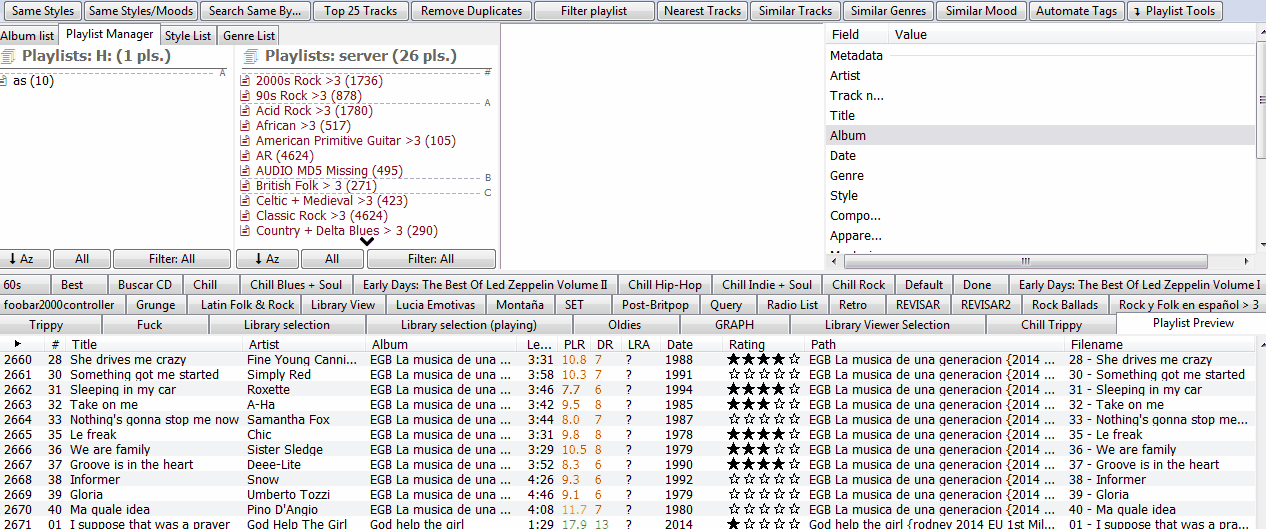 Same Styles Same Styles/Moods Search Same By... Top 25 Tracks Remove Duplicates Filter playlist Nearest Tracks Similar Tracks Similar Genres Similar Mood Automate Tags Playlist Tools
Album list Playlist Manager Style List Genre List
Playlists: H: (1 pls.)
A
as (10)
Az All Filter: All
Playlists: server (26 pls.)
#
2000s Rock >3 (1736)
90s Rock >3 (878)
A
Acid Rock >3 (1780)
African >3 (517)
American Primitive Guitar >3 (105)
AR (4624)
AUDIO MD5 Missing (495)
B
British Folk > 3 (271)
C
Celtic + Medieval >3 (423)
Classic Rock >3 (4624)
Country + Delta Blues > 3 (290)
Az All Filter: All
Field Value
Metadata
Artist
Track n...
Title
Album
Date
Genre
Style
Compo...
Appare...
60s Best Buscar CD Chill Chill Blues + Soul Early Days: The Best Of Led Zeppelin Volume II Chill Hip-Hop Chill Indie + Soul Chill Rock Default Done Early Days: The Best Of Led Zeppelin Volume I
foobar2000controller Grunge Latin Folk & Rock Library View Lucia Emotivas Montaña SET Post-Britpop Query Radio List Retro REVISAR REVISAR2 Rock Ballads Rock y Folk en español > 3
Trippy Fuck Library selection Library selection (playing) Oldies GRAPH Library Viewer Selection Chill Trippy Playlist Preview
# Title Artist Album Le... PLR DR LRA Date Rating Path Filename
2660 28 She drives me crazy Fine Young Canni... EGB La musica de una ... 3:31 10.8 7 ? 1988 ★★★★☆ EGB La musica de una generacion {2014 ... 28 - She drives me crazy
2661 30 Something got me started Simply Red EGB La musica de una ... 3:58 10.3 7 ? 1991 ☆☆☆☆☆ EGB La musica de una generacion {2014 ... 30 - Something got me started
2662 31 Sleeping in my car Roxette EGB La musica de una ... 3:46 7.7 6 ? 1994 ★★★★☆ EGB La musica de una generacion {2014 ... 31 - Sleeping in my car
2663 32 Take on me A-Ha EGB La musica de una ... 3:42 9.5 8 ? 1985 ★★★☆☆ EGB La musica de una generacion {2014 ... 32 - Take on me
2664 33 Nothing's gonna stop me now Samantha Fox EGB La musica de una ... 3:44 8.0 7 ? 1987 ☆☆☆☆☆ EGB La musica de una generacion {2014 ... 33 - Nothing's gonna stop me...
2665 35 Le freak Chic EGB La musica de una ... 3:31 9.8 8 ? 1978 ★★★★☆ EGB La musica de una generacion {2014 ... 35 - Le freak
2666 36 We are family Sister Sledge EGB La musica de una ... 3:29 10.5 8 ? 1979 ★★★★☆ EGB La musica de una generacion {2014 ... 36 - We are family
2667 37 Groove is in the heart Deee-Lite EGB La musica de una ... 3:52 8.3 6 ? 1990 ★★★★☆ EGB La musica de una generacion {2014 ... 37 - Groove is in the heart
2668 38 Informer Snow EGB La musica de una ... 4:26 9.3 6 ? 1992 ☆☆☆☆☆ EGB La musica de una generacion {2014 ... 38 - Informer
2669 39 Gloria Umberto Tozzi EGB La musica de una ... 4:46 9.1 6 ? 1979 ☆☆☆☆☆ EGB La musica de una generacion {2014 ... 39 - Gloria
2670 40 Ma quale idea Pino D'Angio EGB La musica de una ... 4:08 11.7 7 ? 1980 ☆☆☆☆☆ EGB La musica de una generacion {2014 ... 40 - Ma quale idea
2671 01 I suppose that was a prayer God Help The Girl God help the girl 1:29 17.9 13 ? 2014 ★☆☆☆☆ God help the girl {rodney 2014 EU 1st Mil... 01 - I suppose that was a pra...